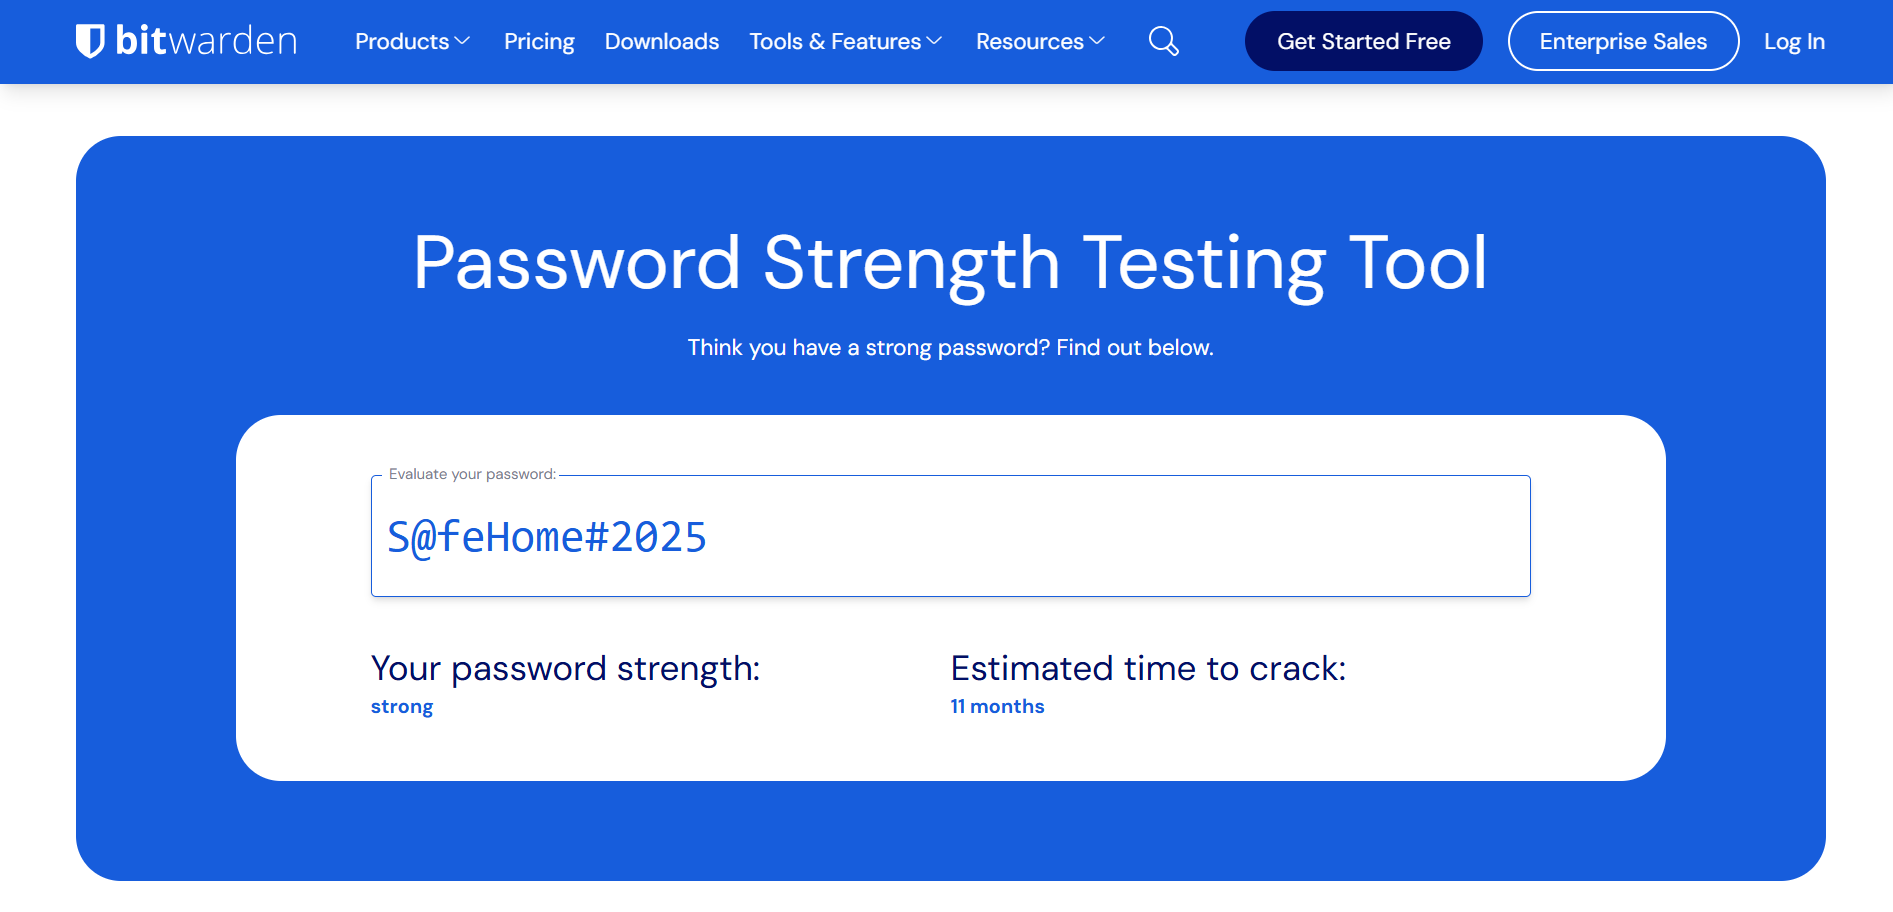 bitwarden Products Pricing Downloads Tools & Features Resources Get Started Free Enterprise Sales Log In
Password Strength Testing Tool
Think you have a strong password? Find out below.
Evaluate your password:
S@feHome#2025
Your password strength: Estimated time to crack:
strong 11 months